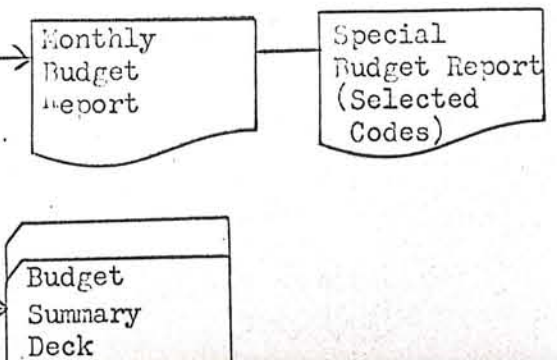 Monthly
Budget
Report
Special
Budget Report
(Selected
Codes)
Budget
Summary
Deck